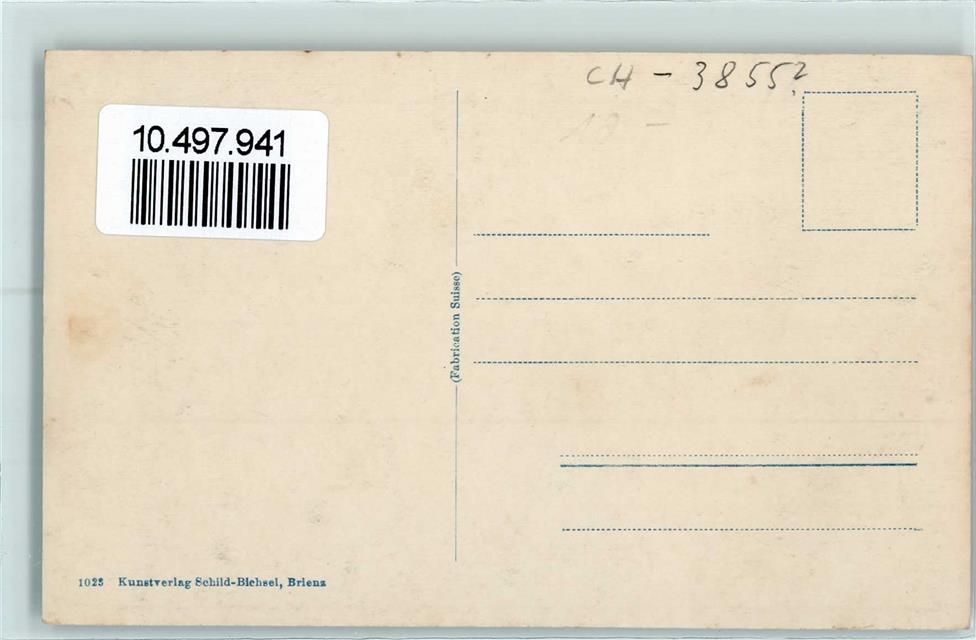 CH - 3855?
10.497.941
(Fabrication Suisse)
1023 Kunstverlag Schild-Bichsel, Brienz